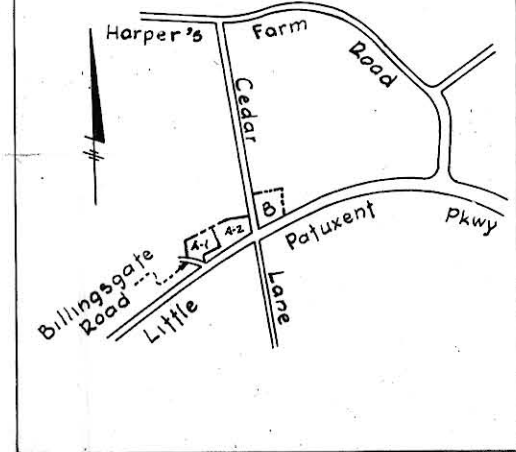 Harper's Farm Road
Cedar Lane
B
A-1
A-2
Little Patuxent Pkwy
Billingsgate
Road